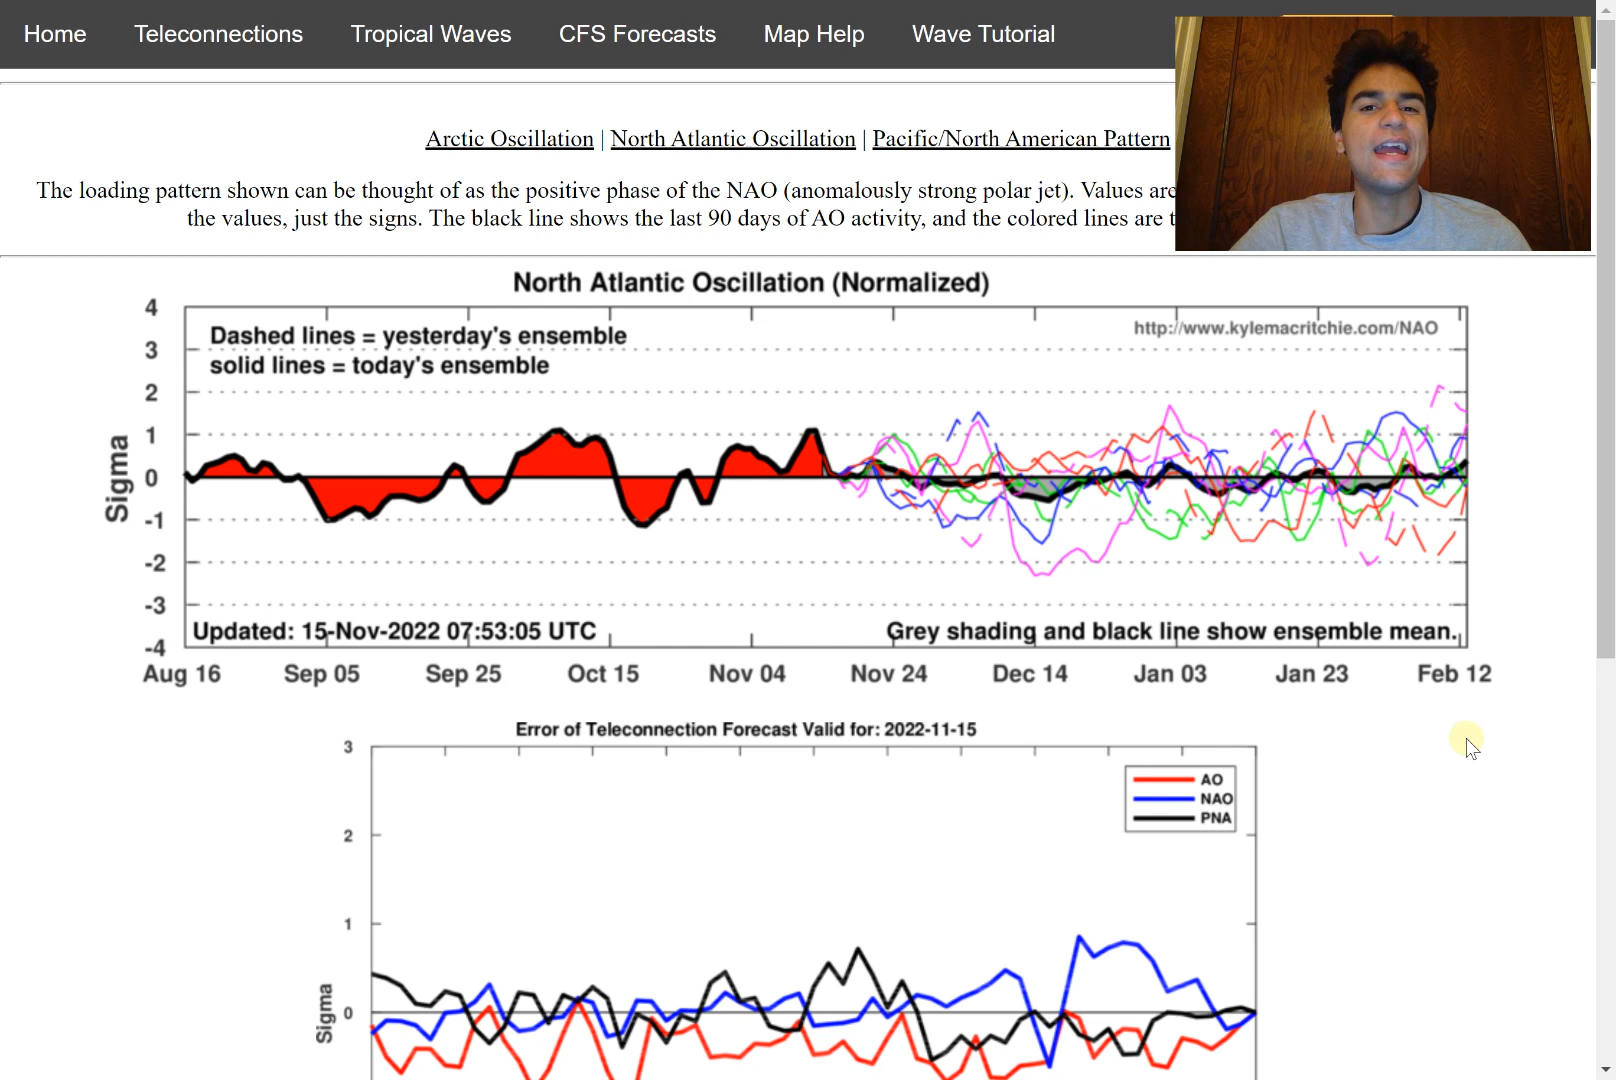 Home Teleconnections Tropical Waves CFS Forecasts Map Help Wave Tutorial
Arctic Oscillation | North Atlantic Oscillation | Pacific/North American Pattern
The loading pattern shown can be thought of as the positive phase of the NAO (anomalously strong polar jet). Values are
the values, just the signs. The black line shows the last 90 days of AO activity, and the colored lines are t
North Atlantic Oscillation (Normalized)
Dashed lines = yesterday's ensemble
solid lines = today's ensemble
http://www.kylemacritchie.com/NAO
Sigma
4
3
2
1
0
-1
-2
-3
-4
Updated: 15-Nov-2022 07:53:05 UTC
Grey shading and black line show ensemble mean.
Aug 16 Sep 05 Sep 25 Oct 15 Nov 04 Nov 24 Dec 14 Jan 03 Jan 23 Feb 12
Error of Teleconnection Forecast Valid for: 2022-11-15
Sigma
3
2
1
0
AO
NAO
PNA